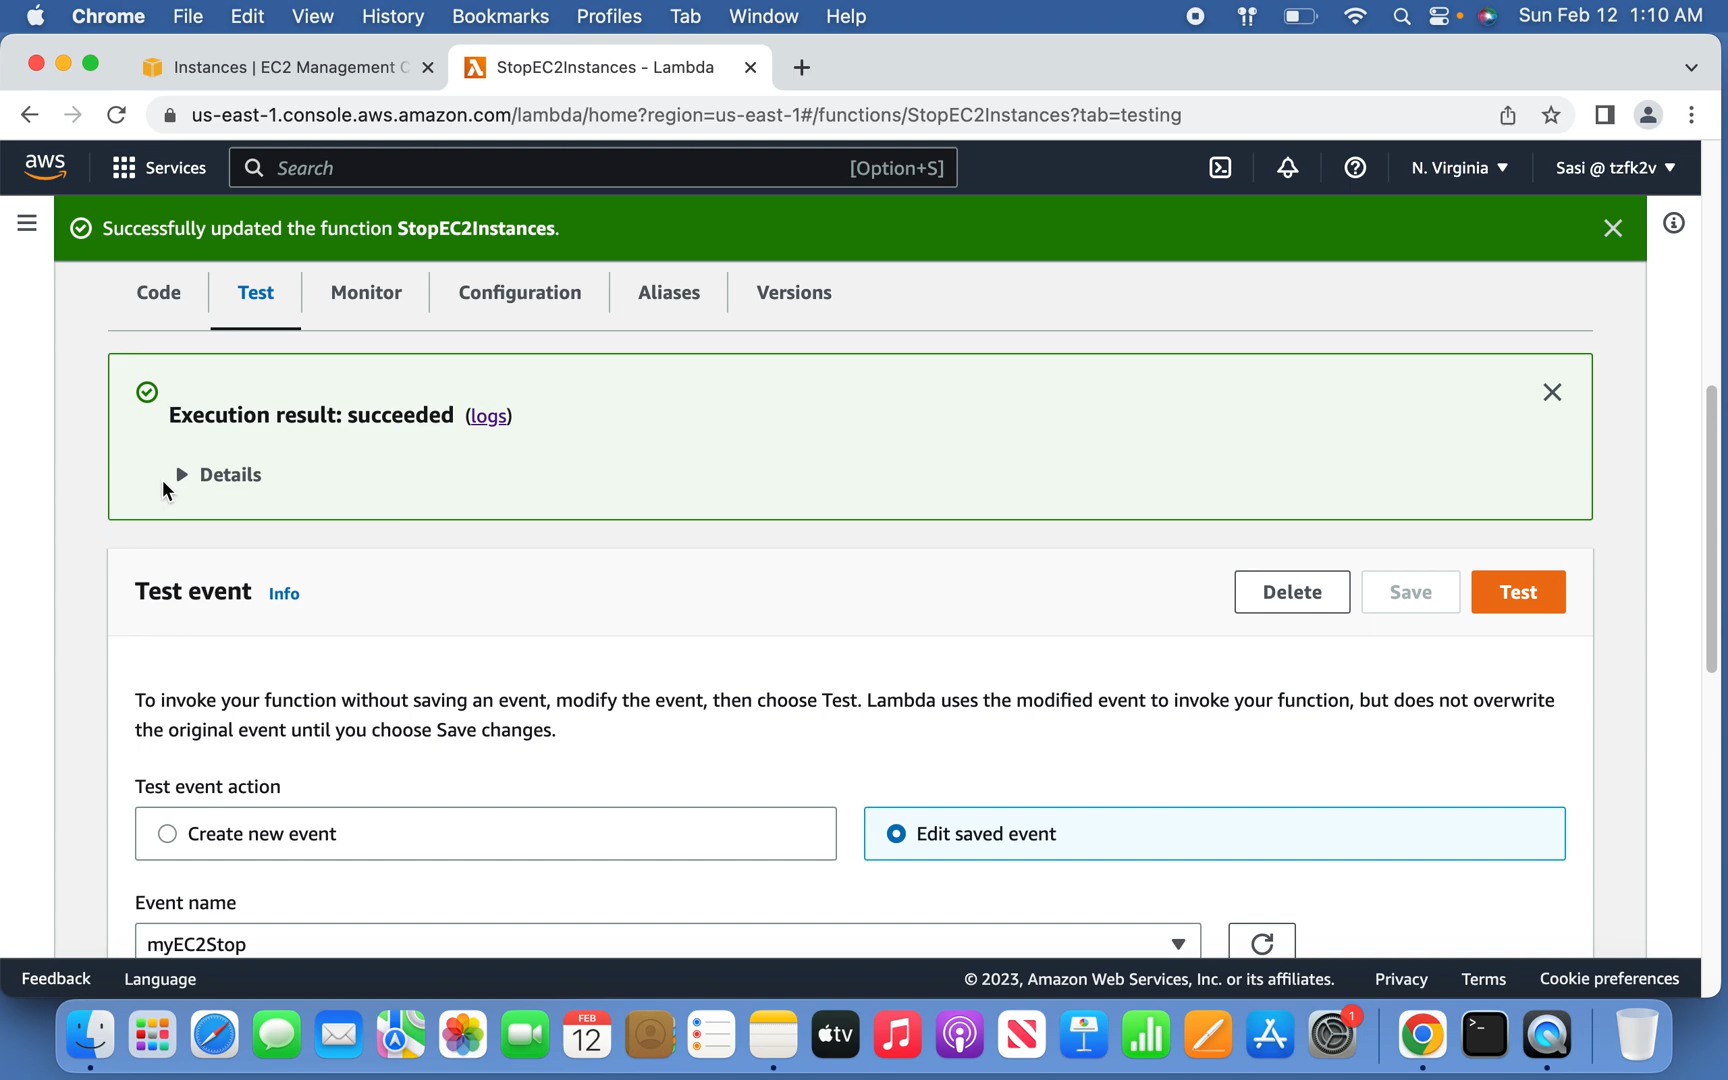 Chrome File Edit View History Bookmarks Profiles Tab Window Help Sun Feb 12 1:10 AM
Instances | EC2 Management C StopEC2Instances - Lambda
us-east-1.console.aws.amazon.com/lambda/home?region=us-east-1#/functions/StopEC2Instances?tab=testing
aws Services Search [Option+S] N. Virginia Sasi @ tzfk2v
Successfully updated the function StopEC2Instances.
Code Test Monitor Configuration Aliases Versions
Execution result: succeeded (logs)
Details
Test event Info Delete Save Test
To invoke your function without saving an event, modify the event, then choose Test. Lambda uses the modified event to invoke your function, but does not overwrite
the original event until you choose Save changes.
Test event action
Create new event Edit saved event
Event name
myEC2Stop
Feedback Language © 2023, Amazon Web Services, Inc. or its affiliates. Privacy Terms Cookie preferences
FEB
12
tv
1